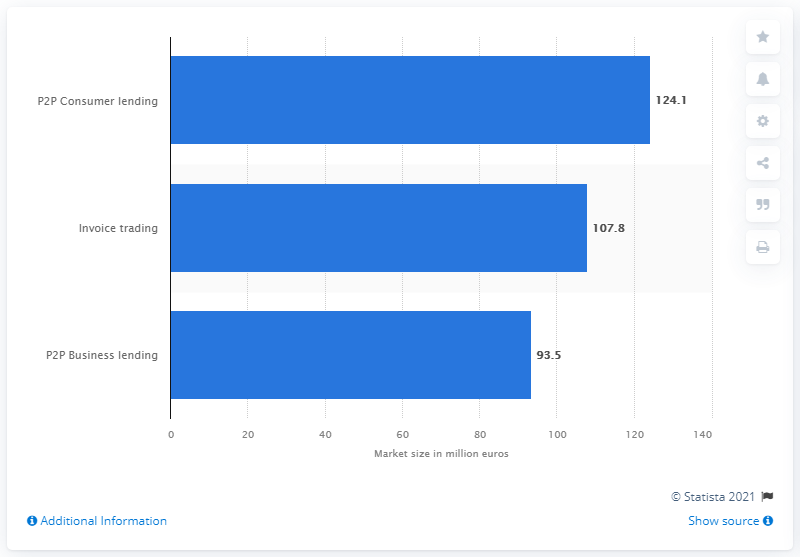 P2P Consumer lending
124.1
Invoice trading
107.8
P2P Business lending
93.5
0 20 40 60 80 100 120 140
Market size in million euros
© Statista 2021
Additional Information
Show source